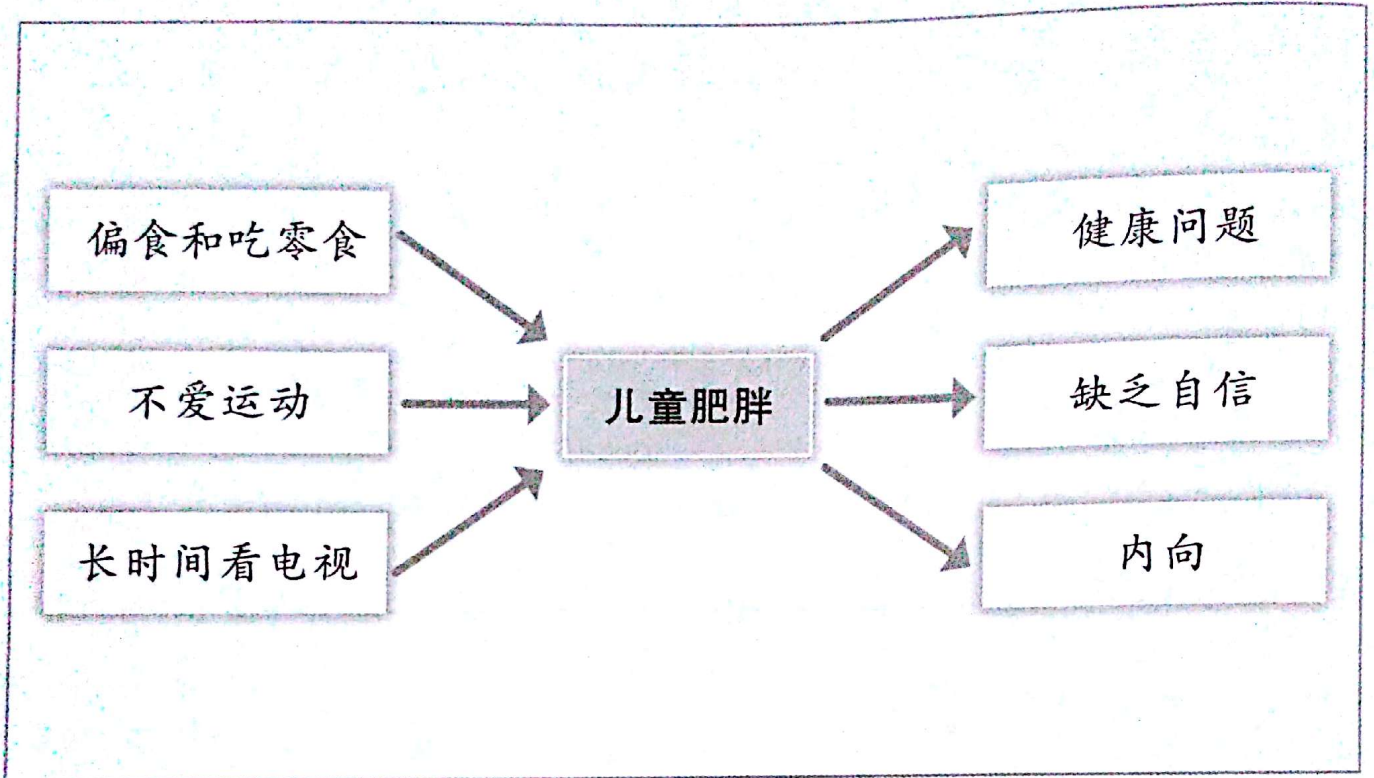 偏食和吃零食
不爱运动
长时间看电视
儿童肥胖
健康问题
缺乏自信
内向